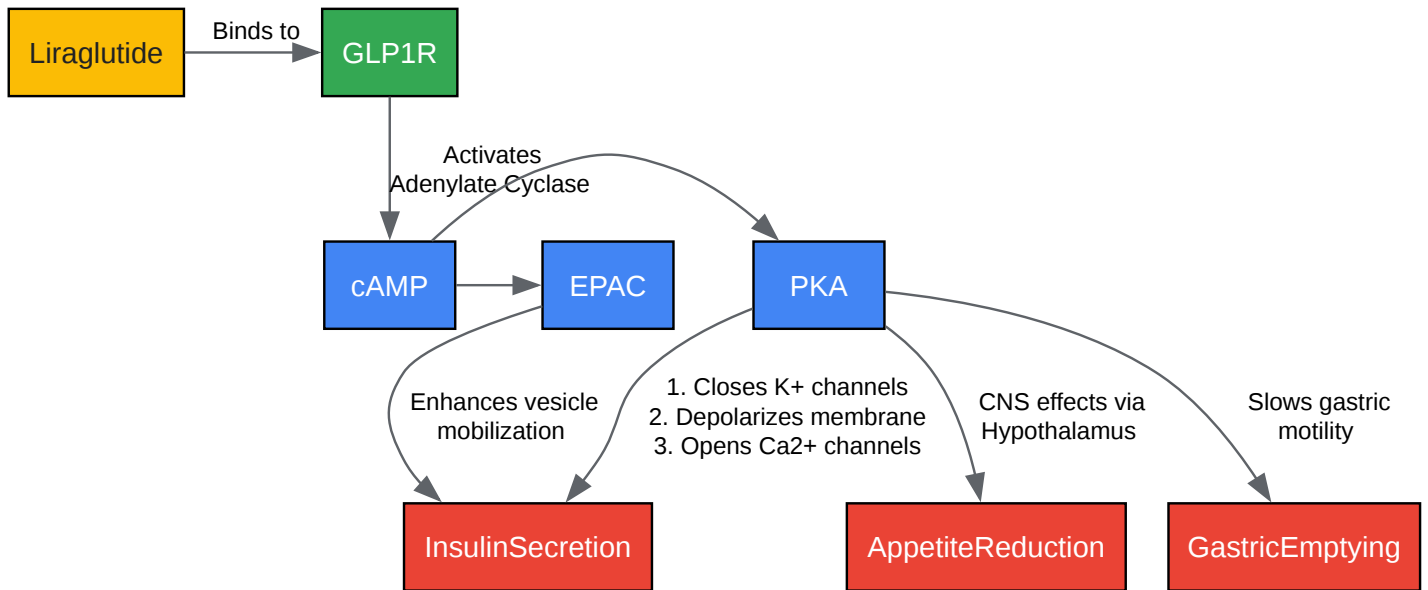 Liraglutide
Binds to
GLP1R
Activates
Adenylate Cyclase
cAMP
EPAC
PKA
Enhances vesicle
mobilization
1. Closes K+ channels
2. Depolarizes membrane
3. Opens Ca2+ channels
CNS effects via
Hypothalamus
Slows gastric
motility
InsulinSecretion
AppetiteReduction
GastricEmptying